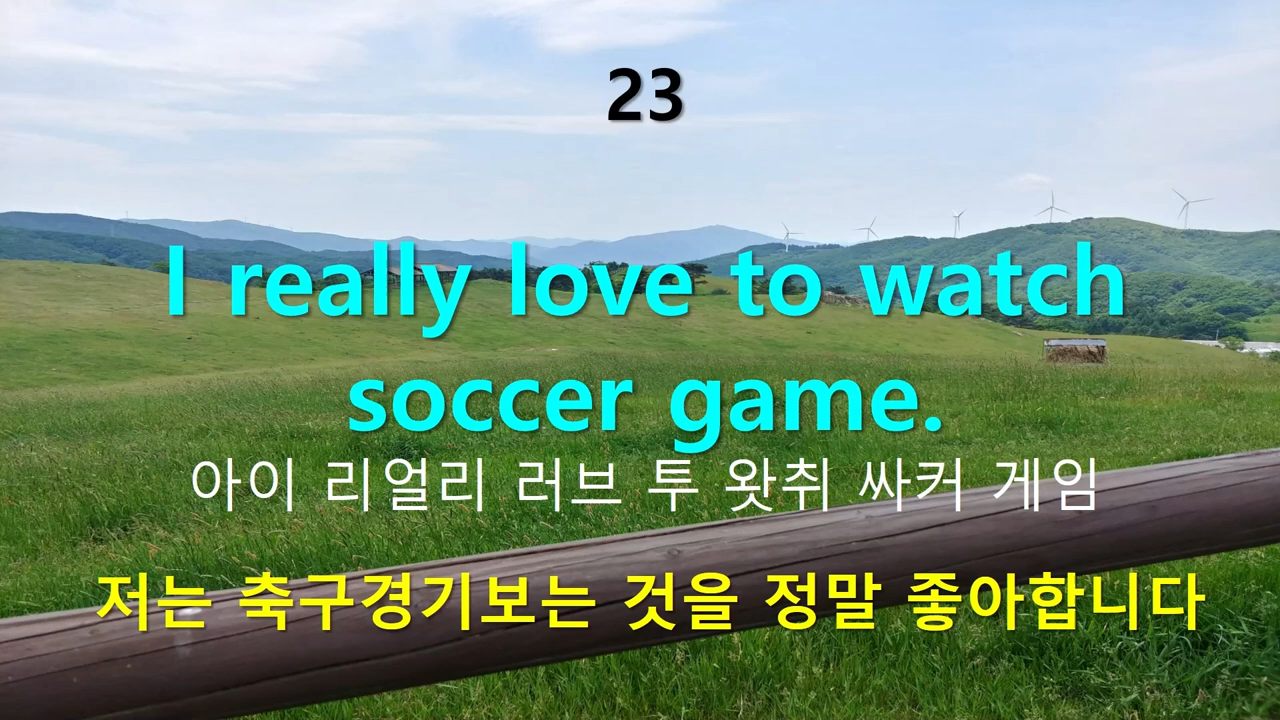 23
I really love to watch
soccer game.
아이 리얼리 러브 투 왓취 싸커 게임
저는 축구경기보는 것을 정말 좋아합니다